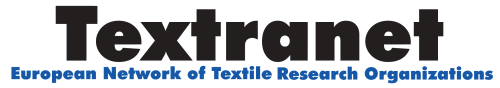 Textranet
European Network of Textile Research Organizations